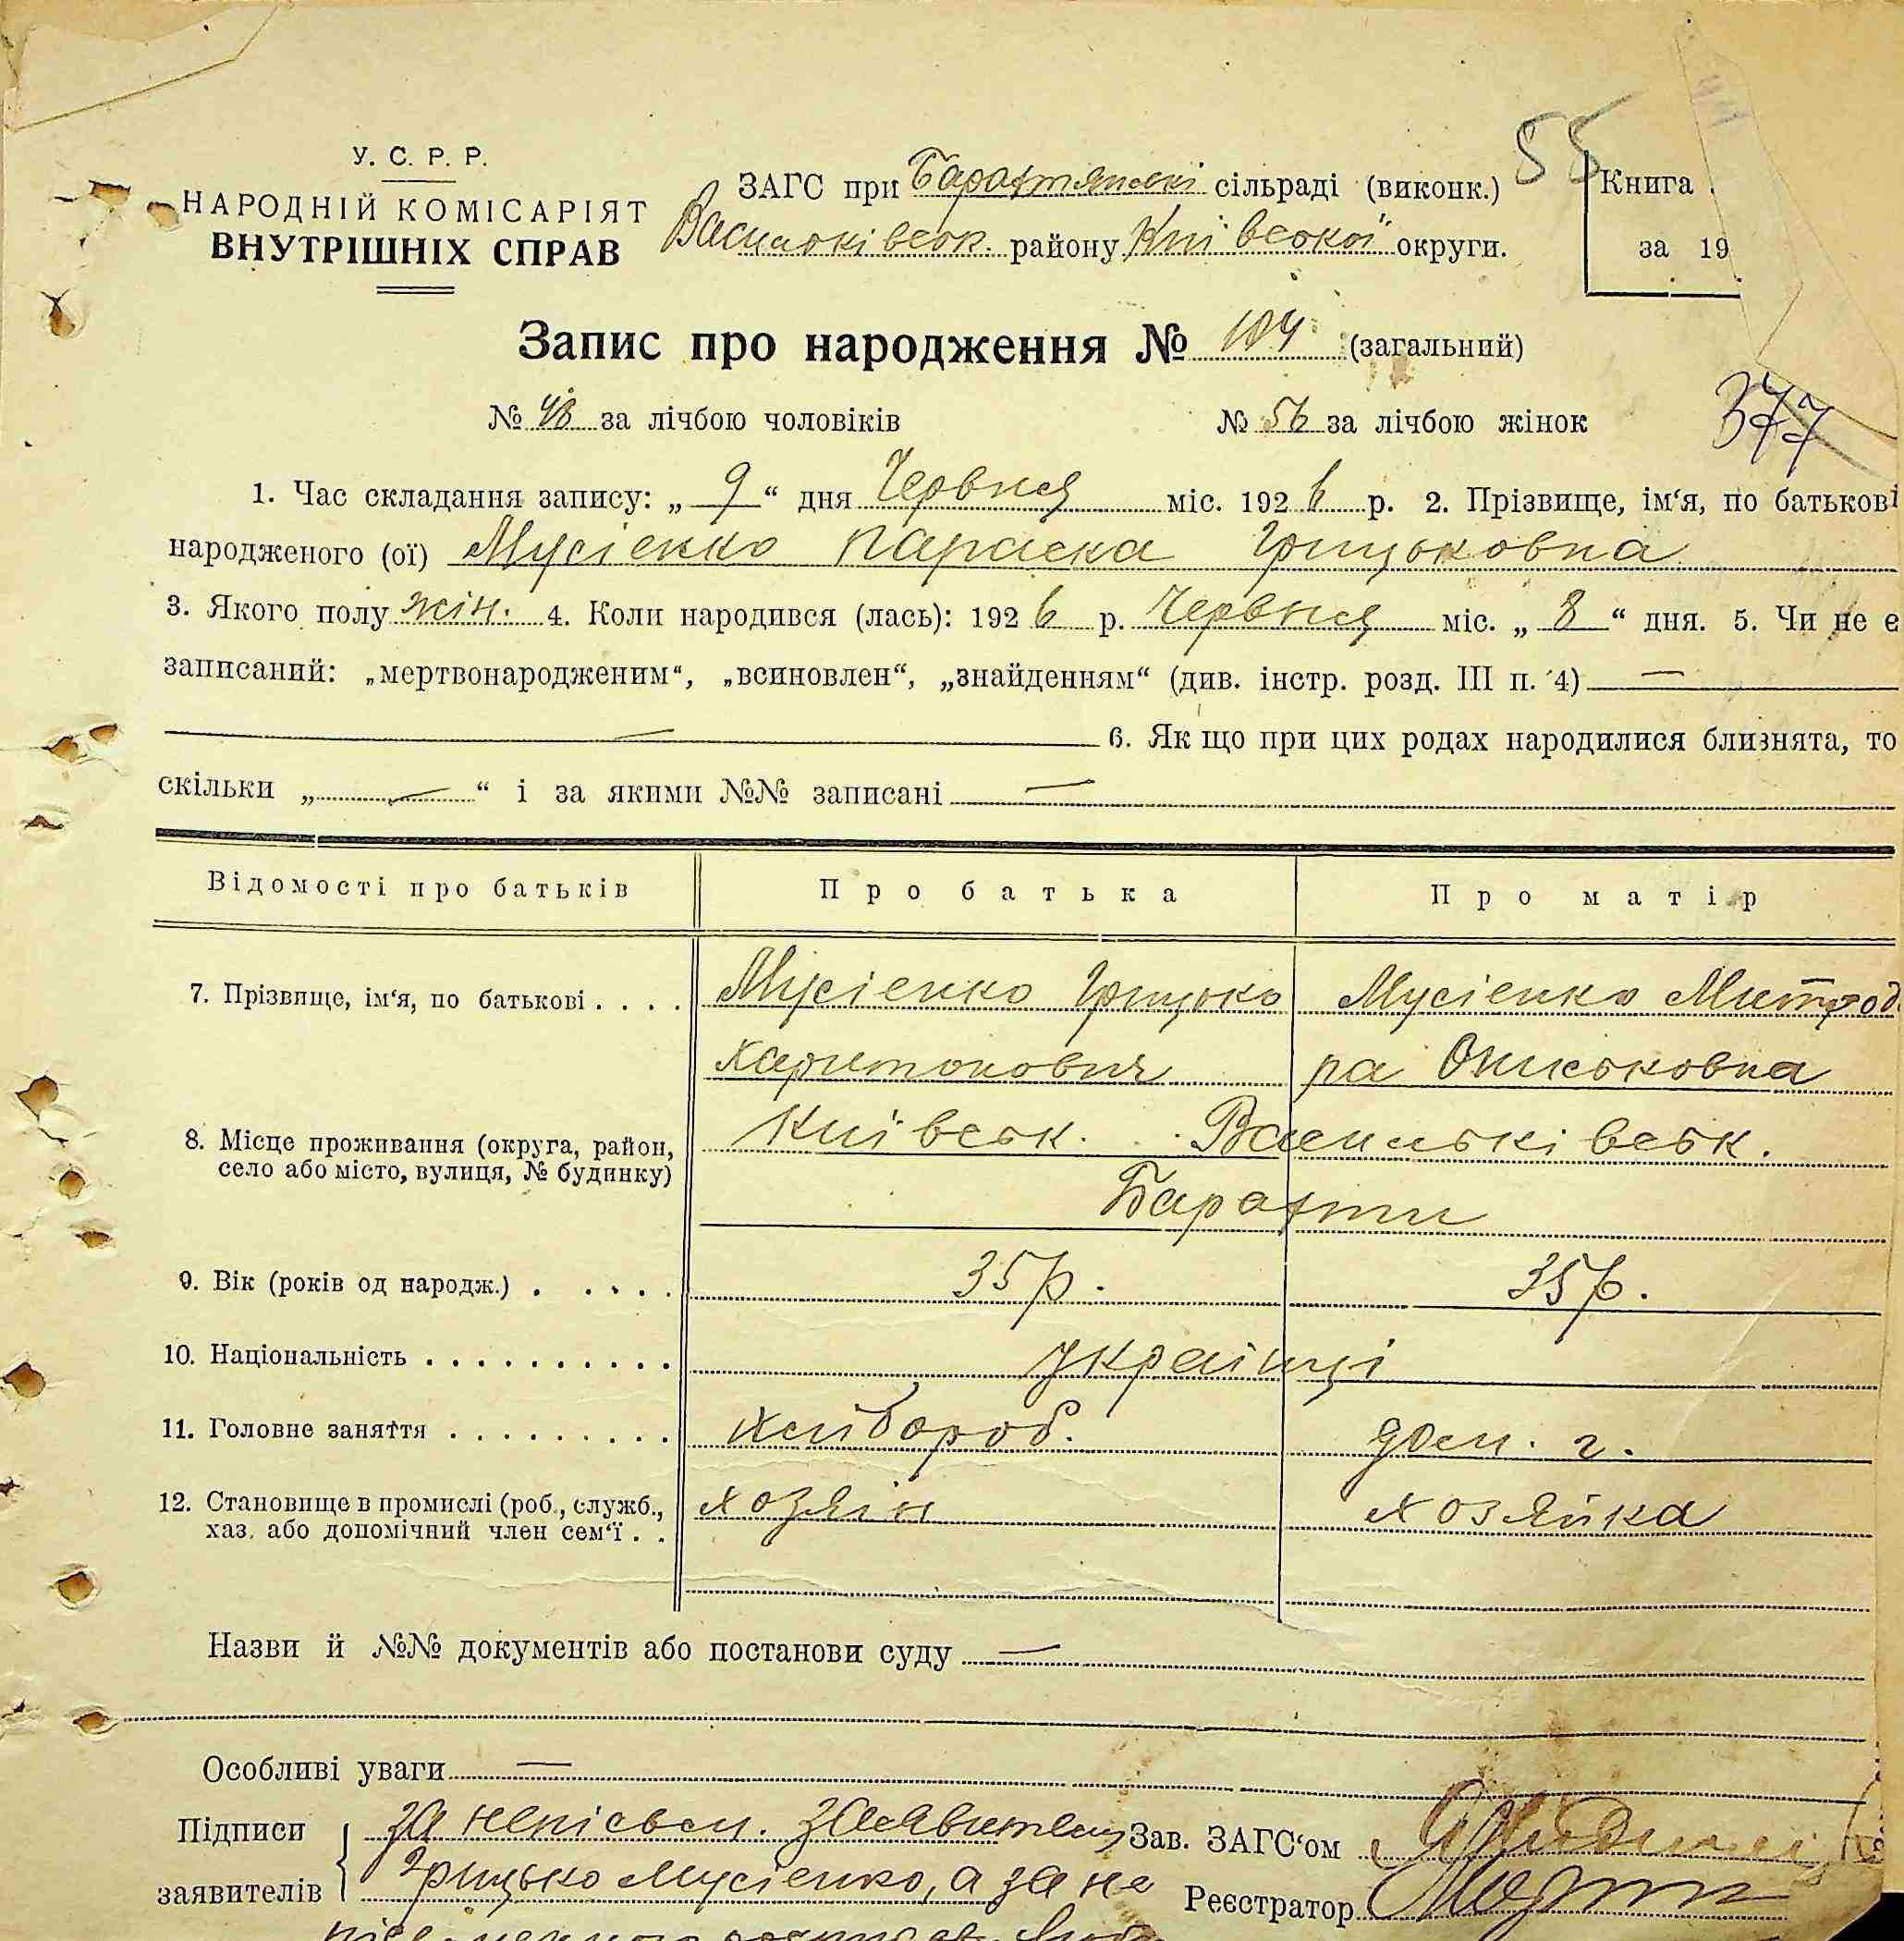 55
У. С. Р. Р.
НАРОДНІЙ КОМІСАРІЯТ
ВНУТРІШНІХ СПРАВ
ЗАГС при Барахтянські сільраді (виконк.)
Васильківськ. району Київської округи.
Книга
за 19
Запис про народження № 104 (загальний)
№ 48 за лічбою чоловіків № 56 за лічбою жінок
377
1. Час складання запису: „ 9 “ дня Червня міс. 1926 р. 2. Прізвище, ім‘я, по батькові
народженого (ої) Мусіенко Параска Грицьковна
3. Якого полу жін. 4. Коли народився (лась): 1926 р. Червня міс. „ 8 “ дня. 5. Чи не є
записаний: „мертвонародженим“, „всиновлен“, „знайденням“ (див. інстр. розд. III п. 4) —
— 6. Як що при цих родах народилися близнята, то
скільки „ — “ і за якими №№ записані —
Відомості про батьків Про батька Про матір
7. Прізвище, ім‘я, по батькові . . . . Мусіенко Грицько Мусіенко Митрод
Харитонович ра Ониськовна
8. Місце проживання (округа, район, Київськ. Васильківськ.
село або місто, вулиця, № будинку) Барахти
9. Вік (років од народж.) . . . . . 35 р. 35 р.
10. Національність . . . . . . . . . . українці
11. Головне заняття . . . . . . . . . хлібороб. дом. г.
12. Становище в промислі (роб., служб., хозяін хозяйка
хаз. або допомічний член сем‘ї . .
Назви й №№ документів або постанови суду —
Особливі уваги —
Підписи за непісьм. заявитель Зав. ЗАГС‘ом
заявителів Грицько Мусіенко, а за не Реєстратор